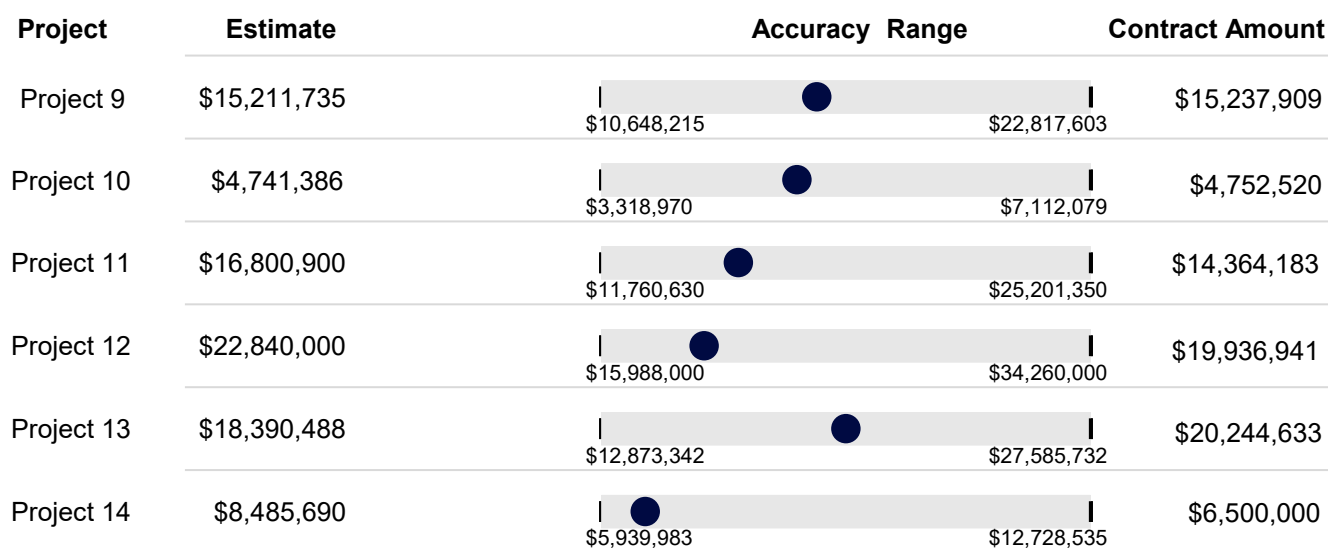 Project Estimate Accuracy Range Contract Amount
Project 9 $15,211,735 $15,237,909
$10,648,215 $22,817,603
Project 10 $4,741,386 $4,752,520
$3,318,970 $7,112,079
Project 11 $16,800,900 $14,364,183
$11,760,630 $25,201,350
Project 12 $22,840,000 $19,936,941
$15,988,000 $34,260,000
Project 13 $18,390,488 $20,244,633
$12,873,342 $27,585,732
Project 14 $8,485,690 $6,500,000
$5,939,983 $12,728,535